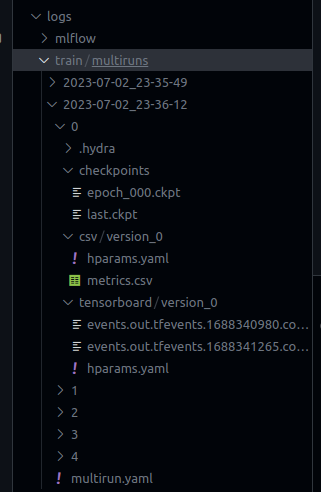 logs
mlflow
train / multiruns
2023-07-02_23-35-49
2023-07-02_23-36-12
0
.hydra
checkpoints
epoch_000.ckpt
last.ckpt
csv / version_0
! hparams.yaml
metrics.csv
tensorboard / version_0
events.out.tfevents.1688340980.co...
events.out.tfevents.1688341265.co...
! hparams.yaml
1
2
3
4
! multirun.yaml